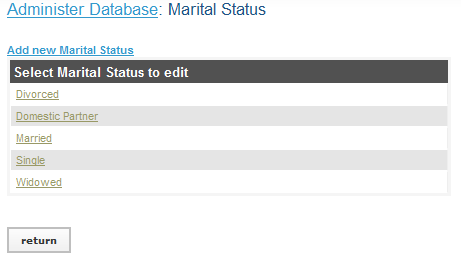 Administer Database: Marital Status
Add new Marital Status
Select Marital Status to edit
Divorced
Domestic Partner
Married
Single
Widowed
return